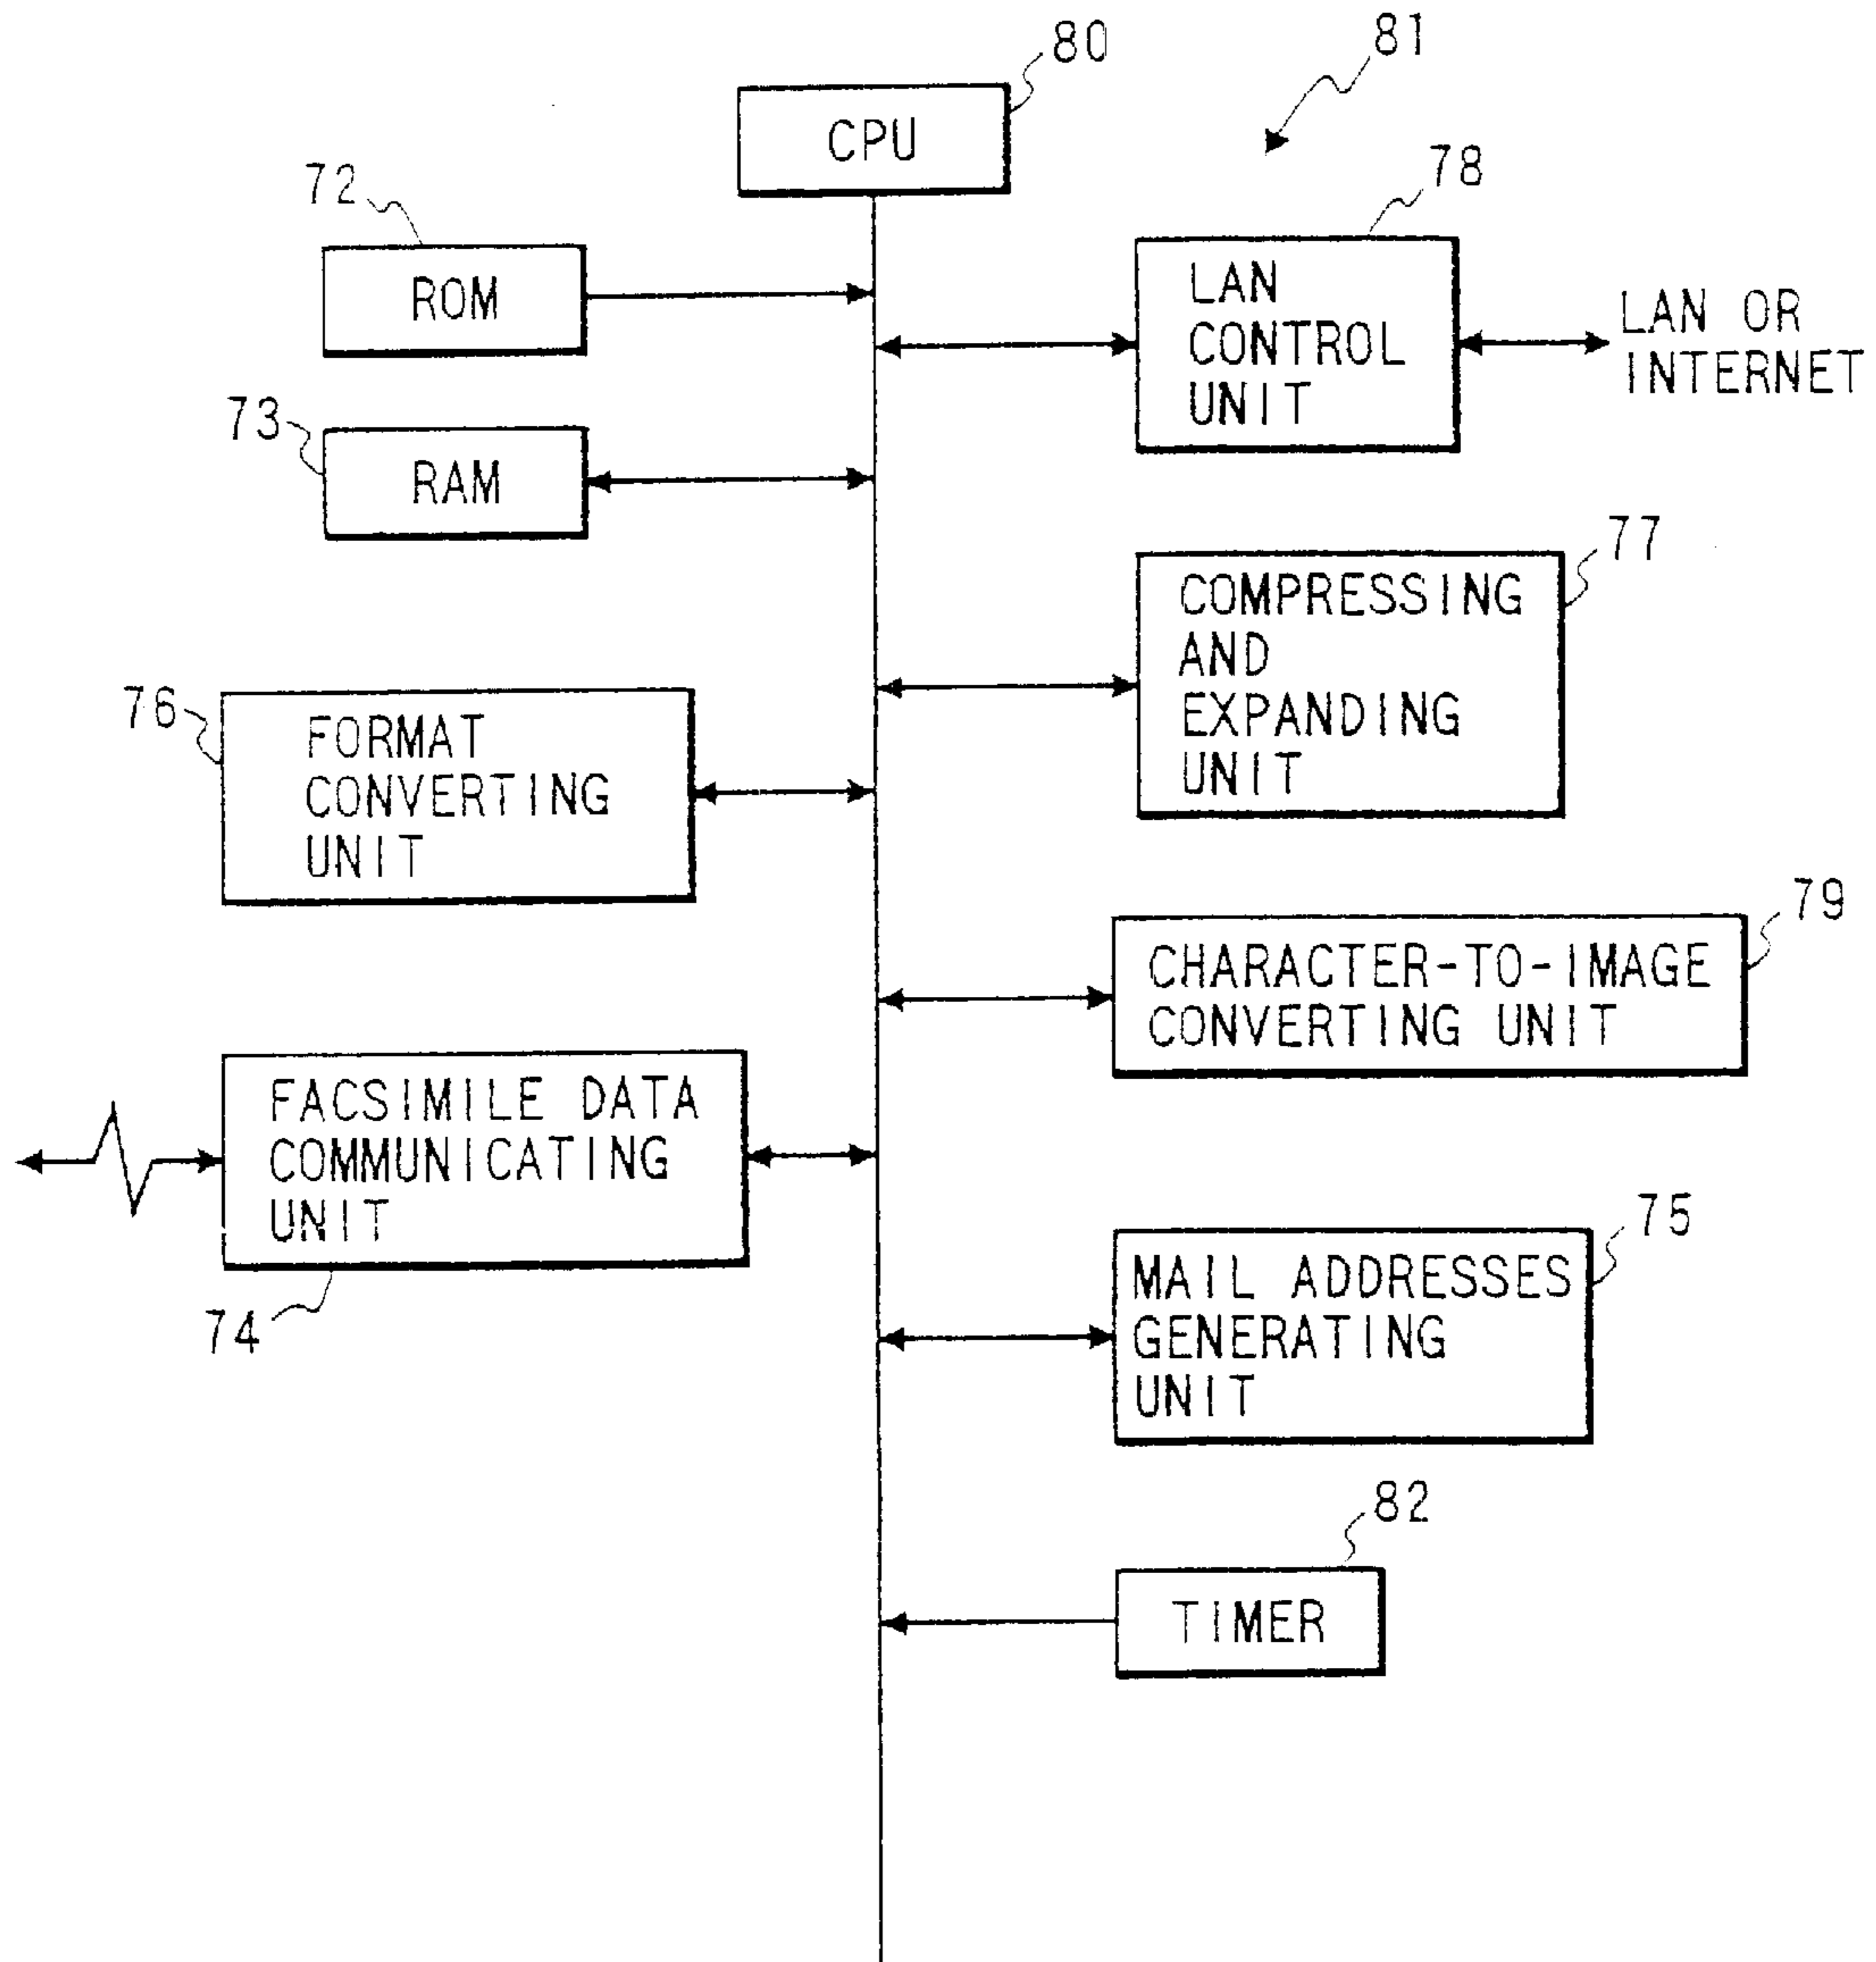 80
81
CPU
72
78
ROM
LAN
CONTROL
UNIT
LAN OR
INTERNET
73
RAM
77
COMPRESSING
AND
EXPANDING
UNIT
76
FORMAT
CONVERTING
UNIT
79
CHARACTER-TO-IMAGE
CONVERTING UNIT
FACSIMILE DATA
COMMUNICATING
UNIT
74
75
MAIL ADDRESSES
GENERATING
UNIT
82
TIMER